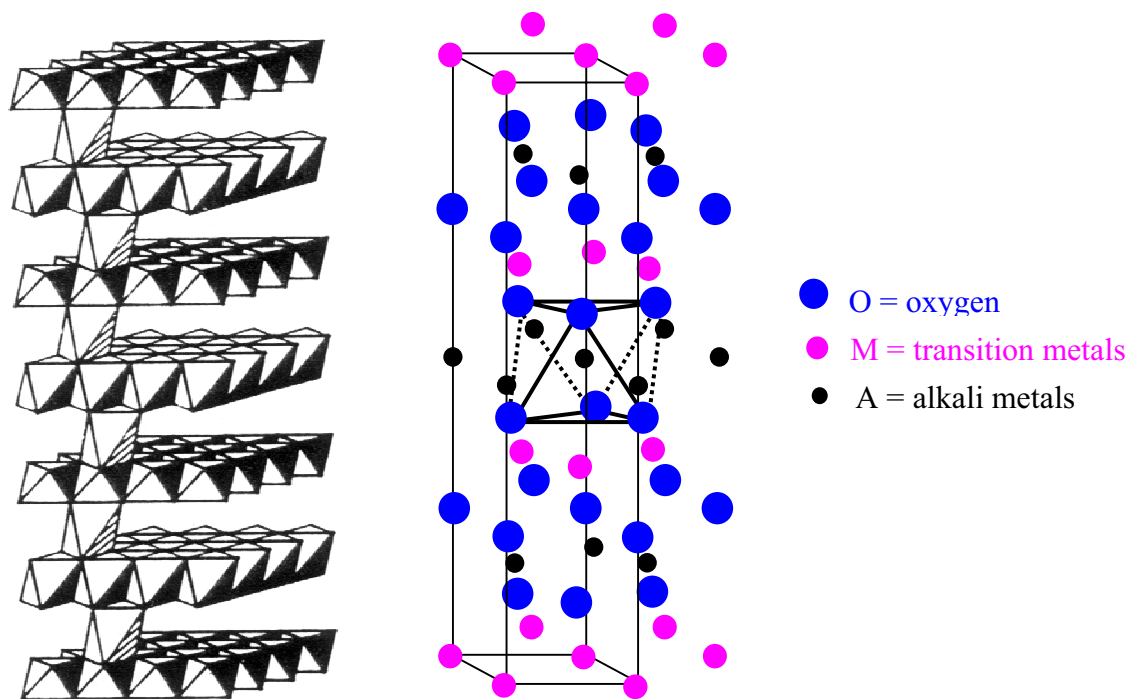 O = oxygen
M = transition metals
A = alkali metals